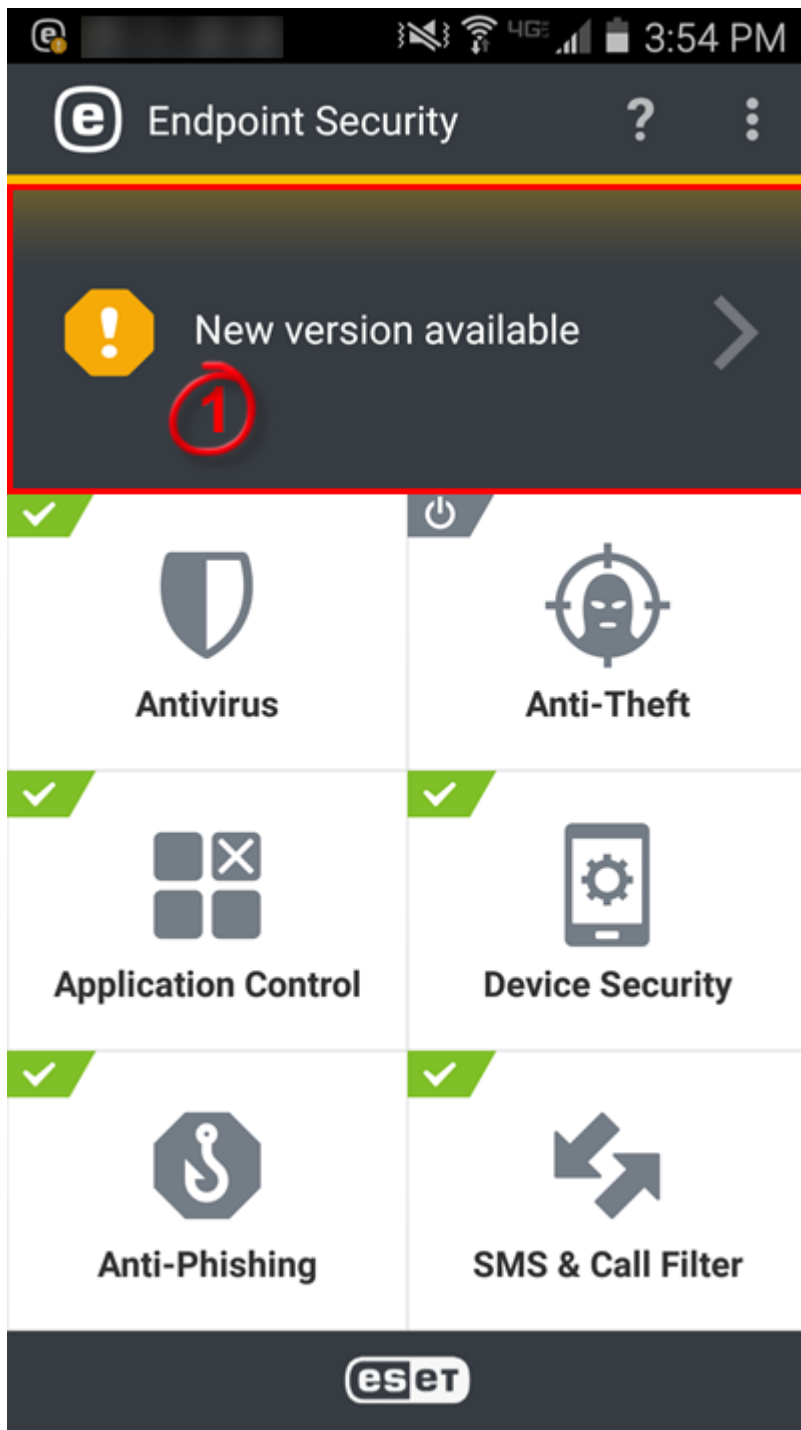 4GE 3:54 PM
e Endpoint Security ?
! New version available
1
Antivirus
Anti-Theft
Application Control
Device Security
Anti-Phishing
SMS & Call Filter
eset